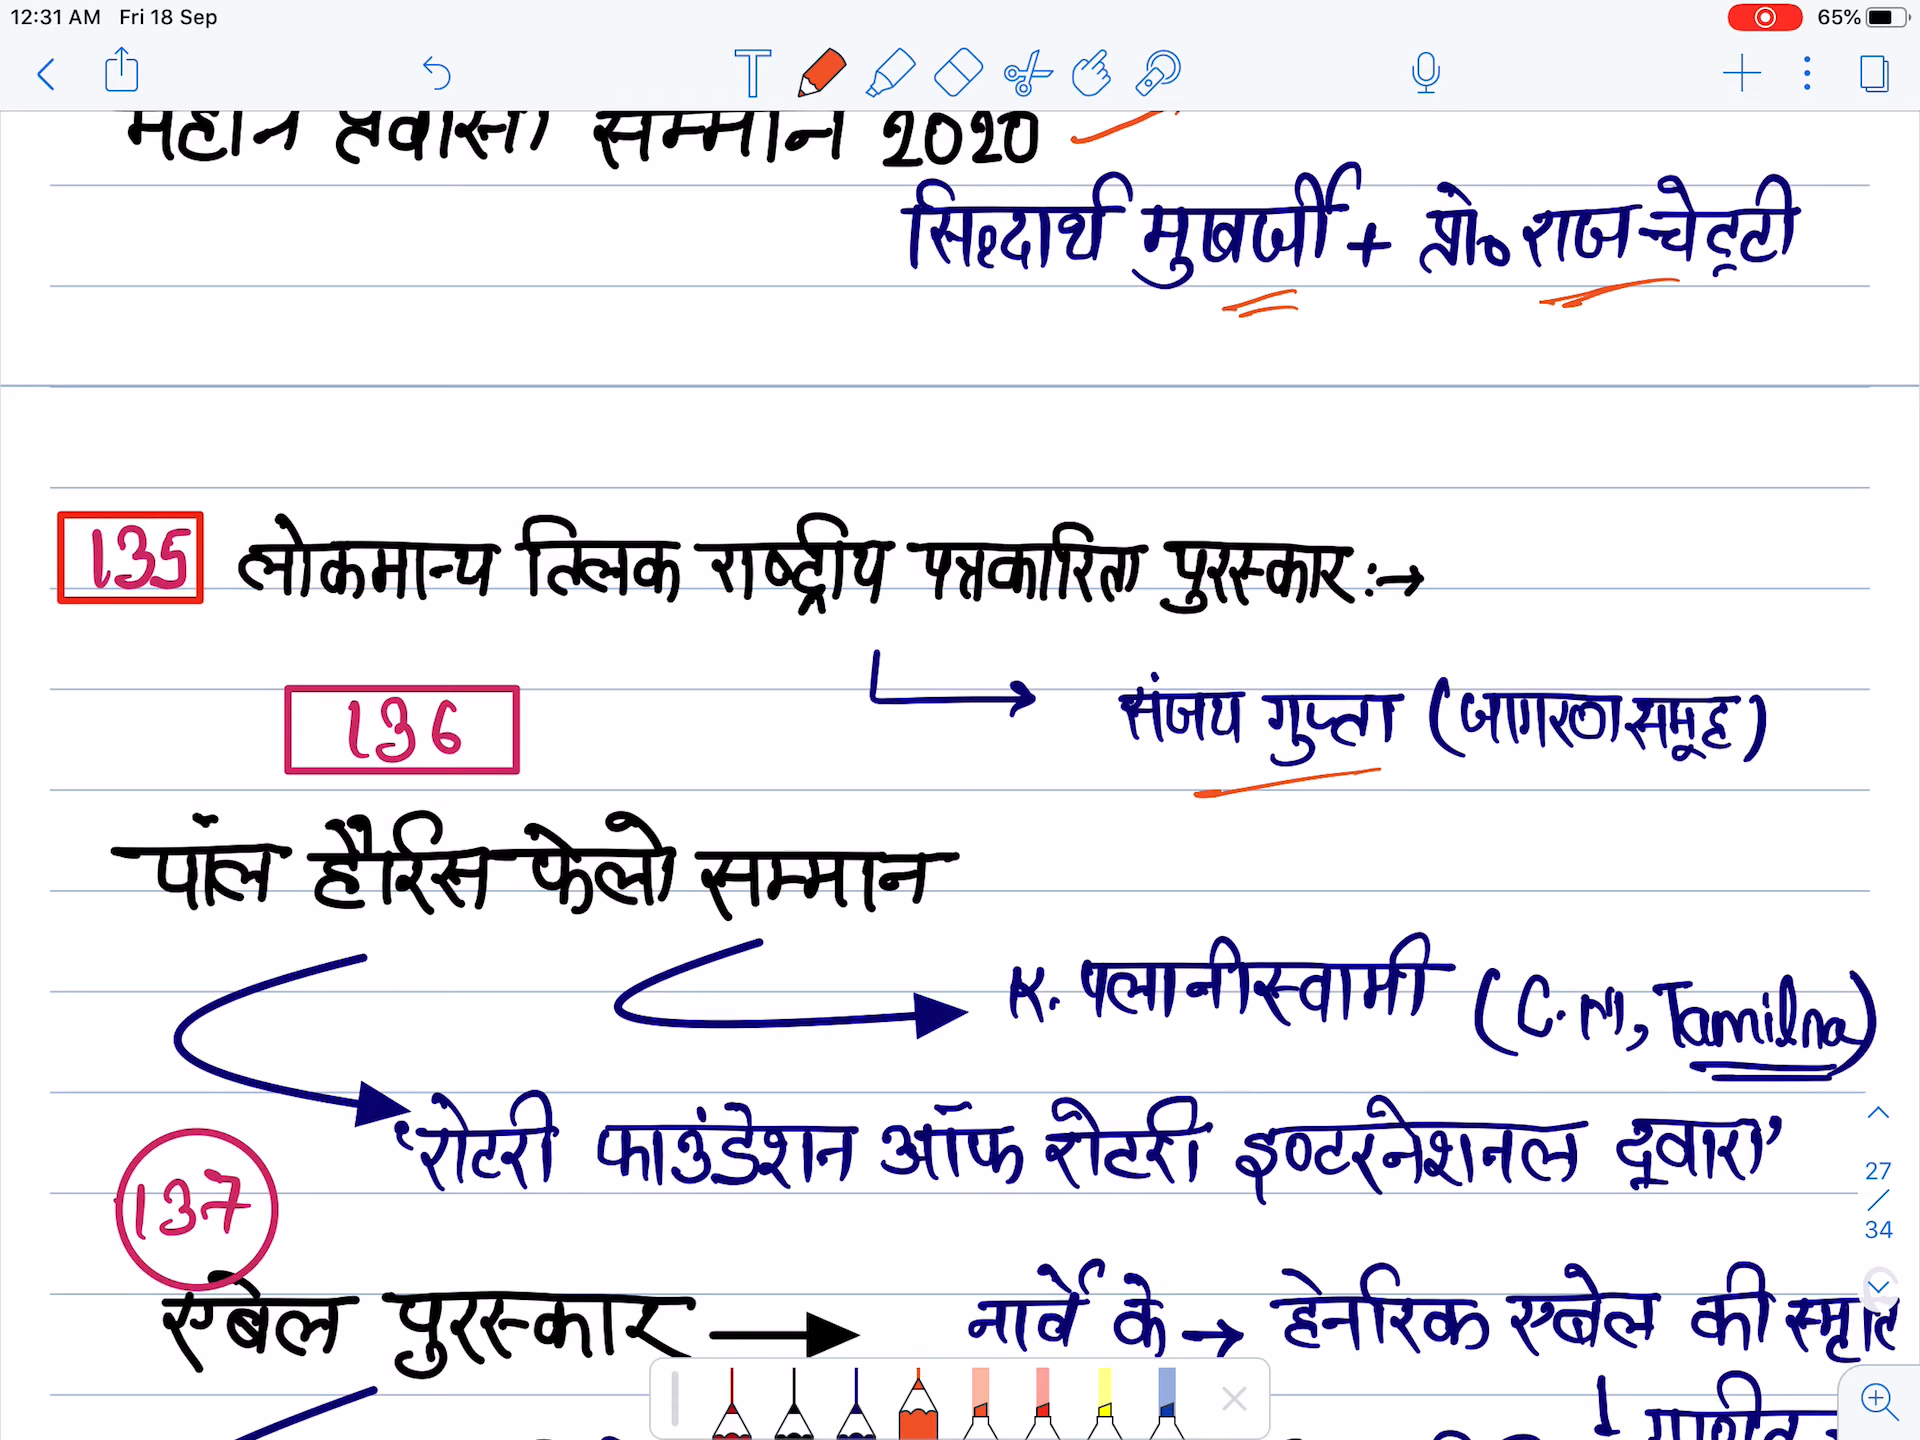 12:31 AM Fri 18 Sep 65%
महान प्रवासी सम्मान 2020
सिद्दार्थ मुखर्जी + प्रो० राज चेट्टी
135 लोकमान्य तिलक राष्ट्रीय पत्रकारिता पुरस्कार :→
136 संजय गुप्ता (जागरण समूह)
पॉल हैरिस फेलो सम्मान
K. पलानीस्वामी (C.M, Tamilna)
'रोटरी फाउंडेशन ऑफ रोटरी इण्टरनेशनल द्वारा'
27
/
34
137
एबेल पुरस्कार → नार्वे के → हेनरिक एबेल की स्मृति